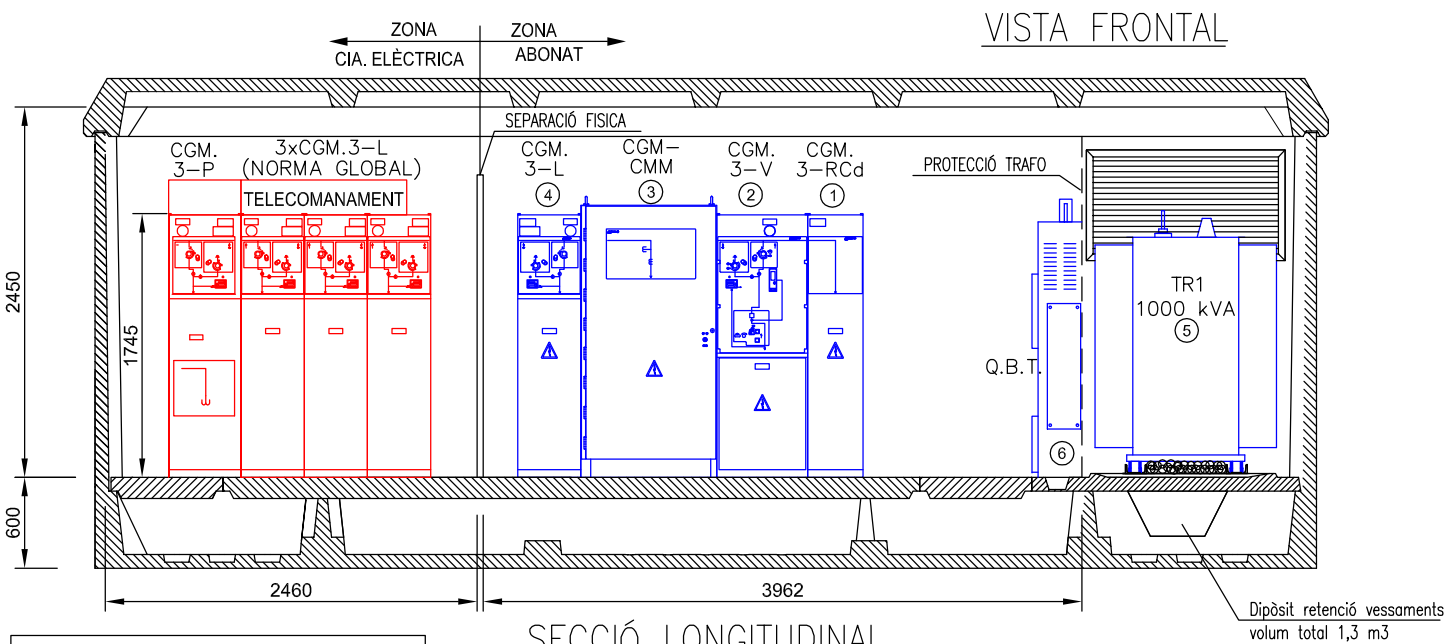 VISTA FRONTAL
ZONA
CIA. ELÈCTRICA
ZONA
ABONAT
SEPARACIÓ FISICA
CGM.
3-P
3xCGM.3-L
(NORMA GLOBAL)
TELECOMANAMENT
CGM.
3-L
4
CGM-
CMM
3
CGM.
3-V
2
CGM.
3-RCd
1
PROTECCIÓ TRAFO
2450
1745
600
TR1
1000 kVA
5
Q.B.T.
6
2460
3962
Dipòsit retenció vessaments
volum total 1,3 m3
SECCIÓ LONGITUDINAL